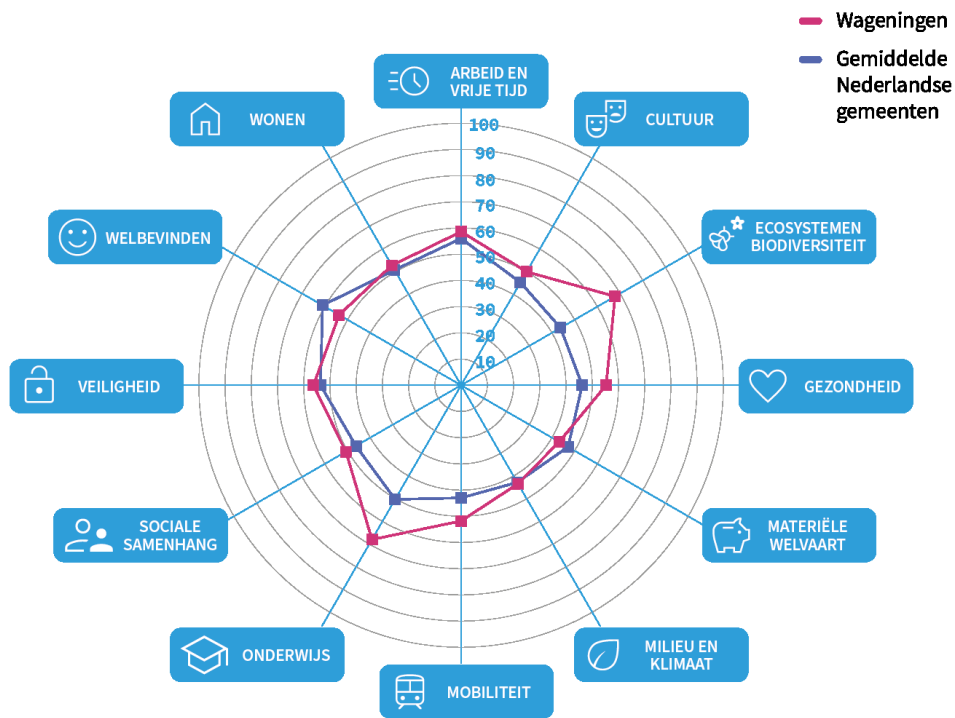 Wageningen
Gemiddelde
Nederlandse
gemeenten
ARBEID EN
VRIJE TIJD
WONEN
CULTUUR
100
90
80
70
60
50
40
30
20
10
WELBEVINDEN
ECOSYSTEMEN
BIODIVERSITEIT
VEILIGHEID
GEZONDHEID
SOCIALE
SAMENHANG
MATERIËLE
WELVAART
ONDERWIJS
MILIEU EN
KLIMAAT
MOBILITEIT